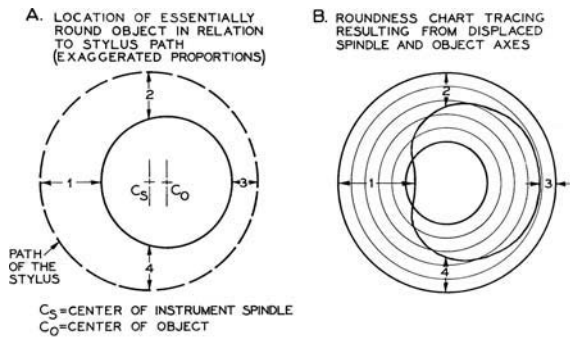 A. LOCATION OF ESSENTIALLY
ROUND OBJECT IN RELATION
TO STYLUS PATH
(EXAGGERATED PROPORTIONS)
2
1
CS
CO
3
4
PATH
OF THE
STYLUS
CS=CENTER OF INSTRUMENT SPINDLE
CO=CENTER OF OBJECT
B. ROUNDNESS CHART TRACING
RESULTING FROM DISPLACED
SPINDLE AND OBJECT AXES
2
1
3
4